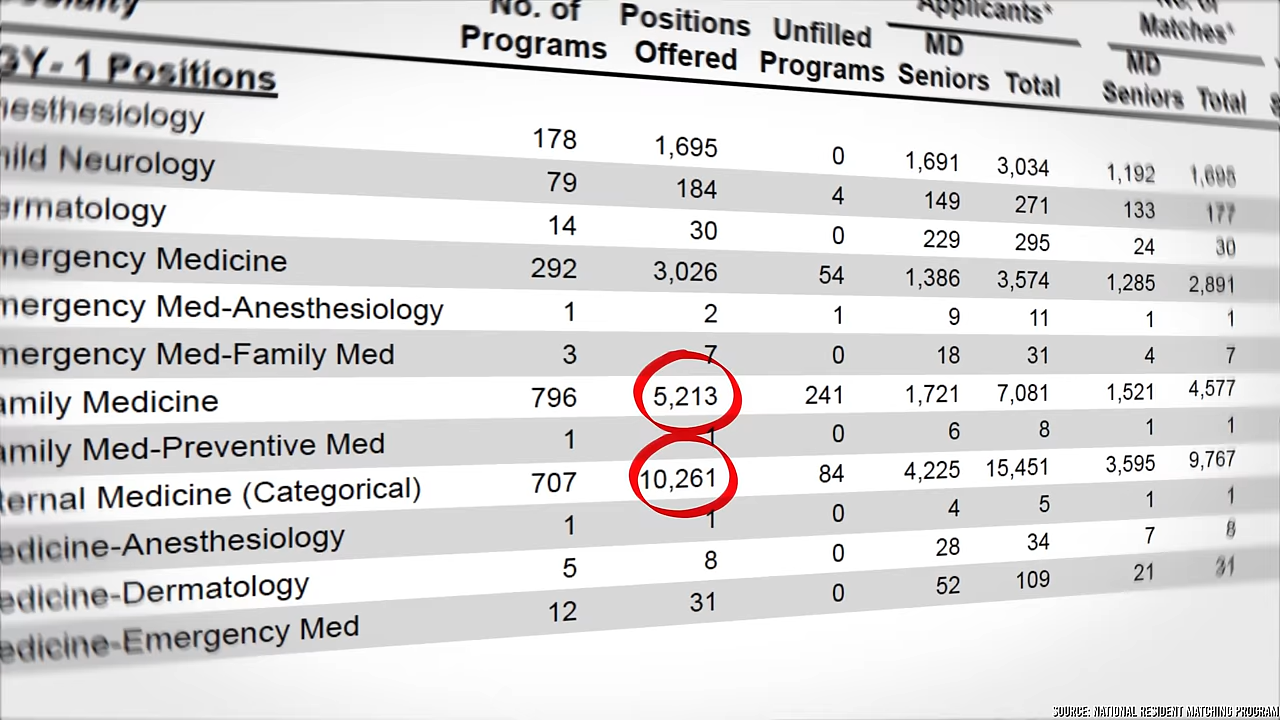 No. of Programs Positions Offered Unfilled Programs Applicants* MD Seniors Total Matches* MD Seniors Total
GY- 1 Positions
nesthesiology 178 1,695 0 1,691 3,034 1,192
hild Neurology 79 184 4 149 271 133 177
ermatology 14 30 0 229 295 24 30
mergency Medicine 292 3,026 54 1,386 3,574 1,285 2,891
mergency Med-Anesthesiology 1 2 1 9 11 1 1
mergency Med-Family Med 3 7 0 18 31 4 7
amily Medicine 796 5,213 241 1,721 7,081 1,521 4,577
amily Med-Preventive Med 1 1 0 6 8 1 1
ternal Medicine (Categorical) 707 10,261 84 4,225 15,451 3,595 9,767
edicine-Anesthesiology 1 1 0 4 5 1 1
edicine-Dermatology 5 8 0 28 34 7 8
edicine-Emergency Med 12 31 0 52 109 21 31
SOURCE: NATIONAL RESIDENT MATCHING PROGRAM